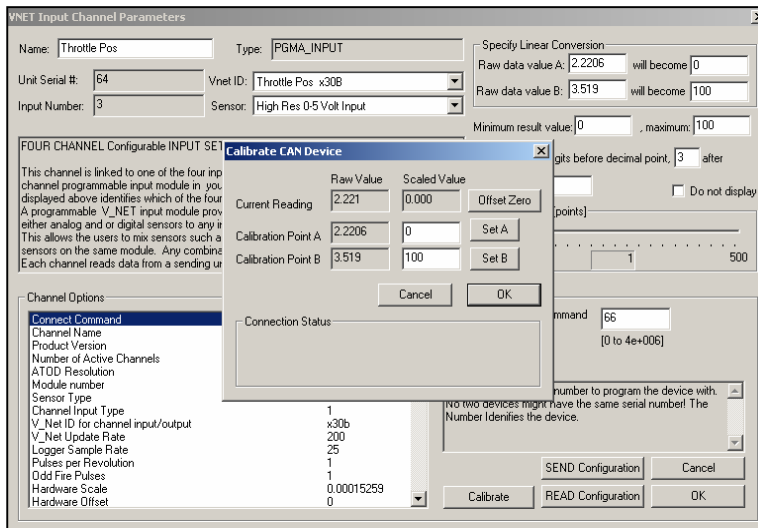 VNET Input Channel Parameters
Name: Throttle Pos Type: PGMA_INPUT
Unit Serial #: 64 Vnet ID: Throttle Pos x30B
Input Number: 3 Sensor: High Res 0-5 Volt Input
Specify Linear Conversion
Raw data value A: 2.2206 will become 0
Raw data value B: 3.519 will become 100
Minimum result value: 0 , maximum: 100
gits before decimal point, 3 after
Do not display
[points]
1 500
FOUR CHANNEL Configurable INPUT SET
This channel is linked to one of the four inp
channel programmable input module in you
displayed above identifies which of the four
A programmable V_NET input module prov
either analog and or digital sensors to any i
This allows the users to mix sensors such a
sensors on the same module. Any combina
Each channel reads data from a sending un
Calibrate CAN Device
Raw Value Scaled Value
Current Reading 2.221 0.000 Offset Zero
Calibration Point A 2.2206 0 Set A
Calibration Point B 3.519 100 Set B
Cancel OK
Connection Status
Channel Options
Connect Command
Channel Name
Product Version
Number of Active Channels
ATOD Resolution
Module number
Sensor Type
Channel Input Type 1
V_Net ID for channel input/output x30b
V_Net Update Rate 200
Logger Sample Rate 25
Pulses per Revolution 1
Odd Fire Pulses 1
Hardware Scale 0.00015259
Hardware Offset 0
mmand 66
[0 to 4e+006]
number to program the device with.
No two devices might have the same serial number! The
Number Idenifies the device.
SEND Configuration Cancel
Calibrate READ Configuration OK